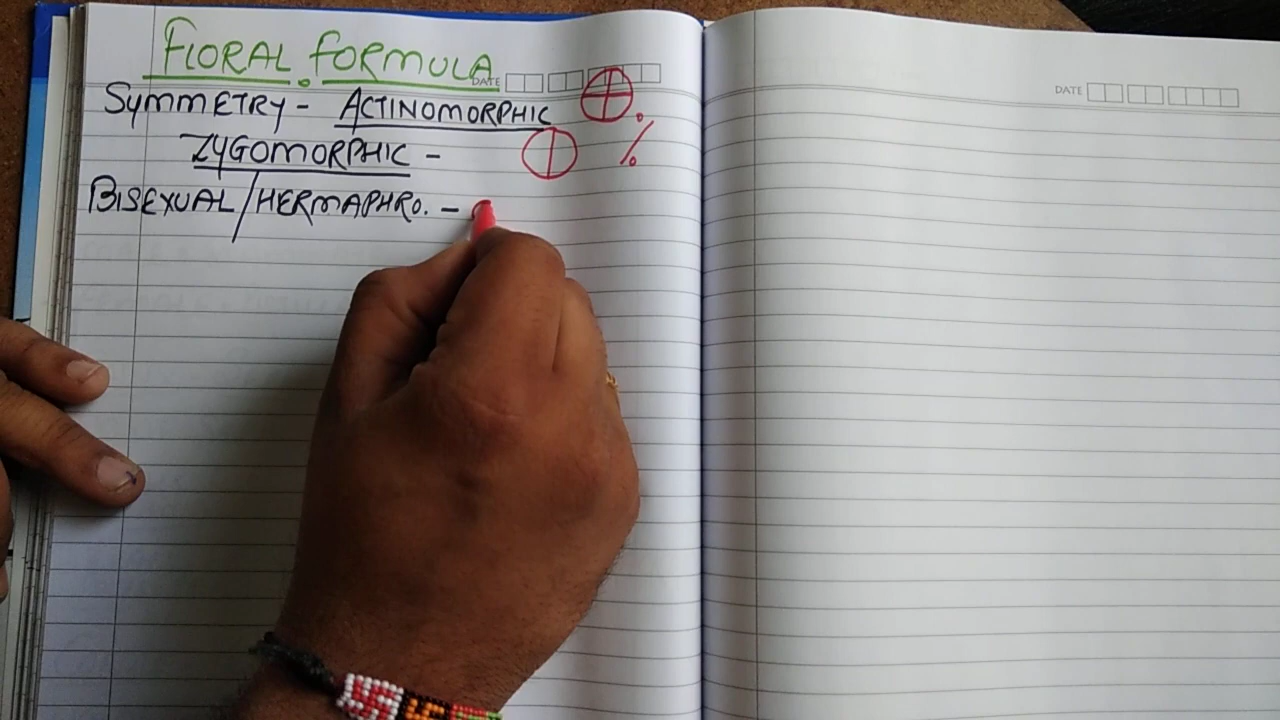 FLORAL FORMULA
DATE
SYMMETRY - ACTINOMORPHIC ⊕.
ZYGOMORPHIC - ⦶ %
BISEXUAL/HERMAPHRO. -
DATE